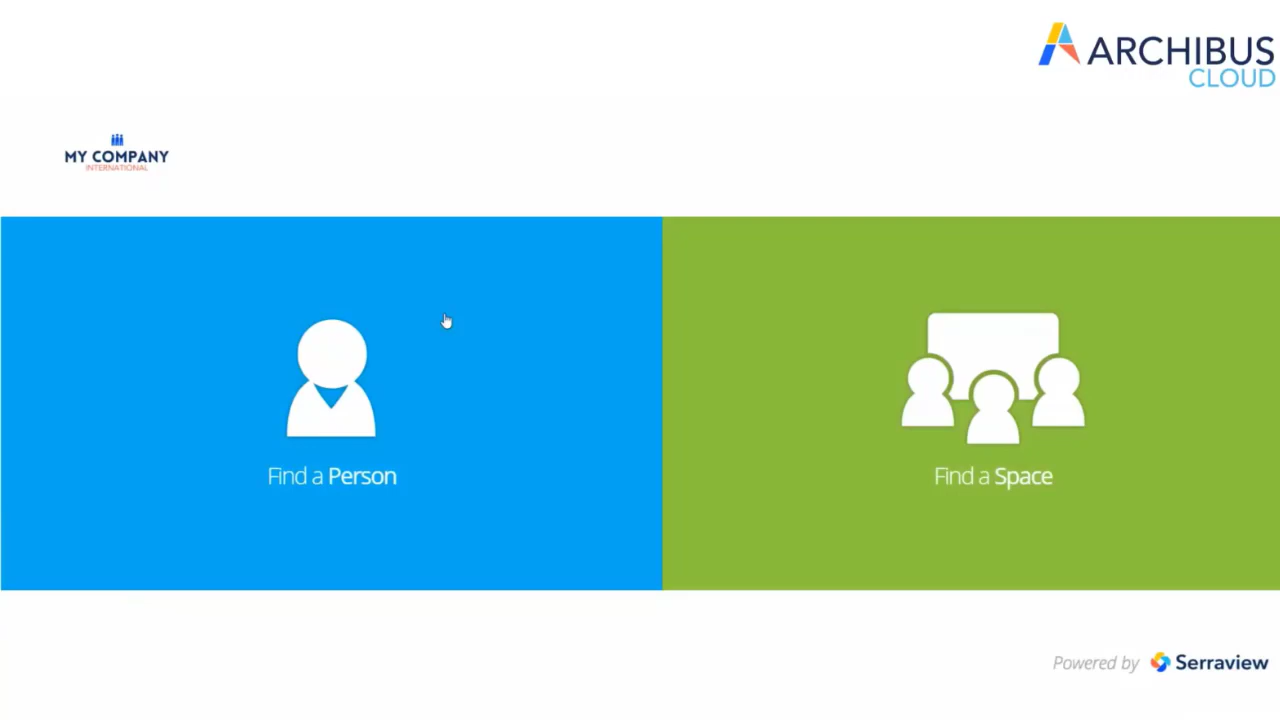 ARCHIBUS
CLOUD
MY COMPANY
INTERNATIONAL
Find a Person
Find a Space
Powered by Serraview